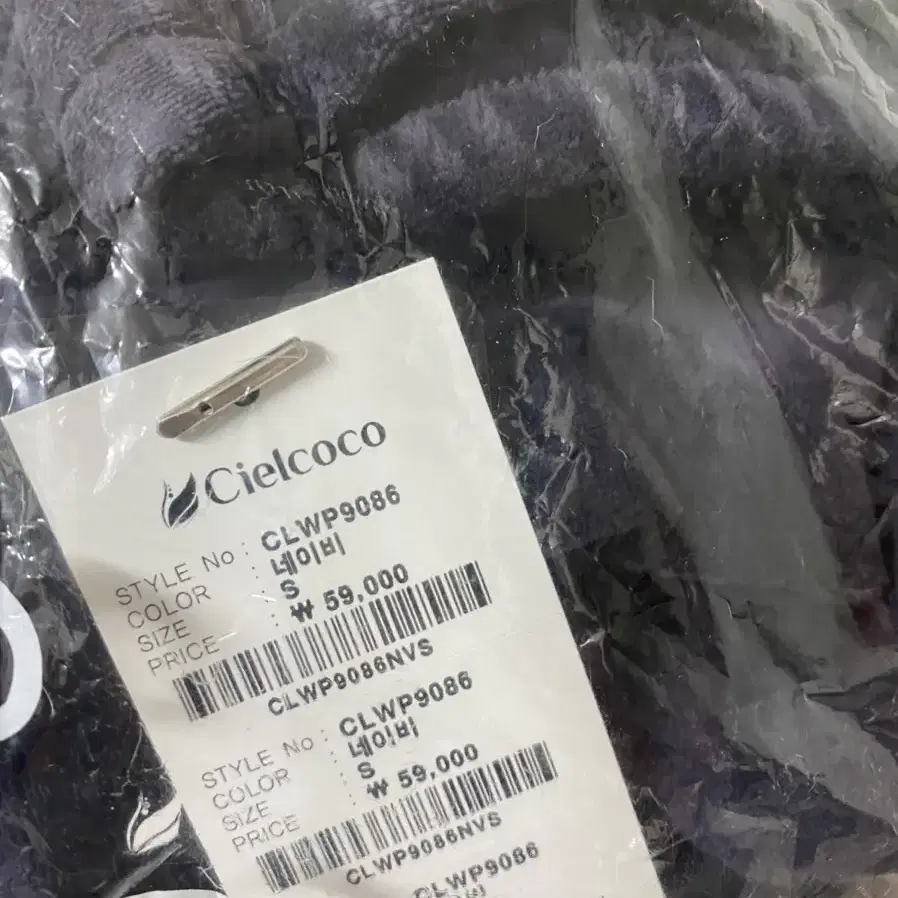 Cielcoco
STYLE No : CLWP9086
COLOR : 네이비
SIZE : S
PRICE : ₩ 59,000
CLWP9086NVS
STYLE No : CLWP9086
COLOR : 네이비
SIZE : S
PRICE : ₩ 59,000
CLWP9086NVS
CLWP9086